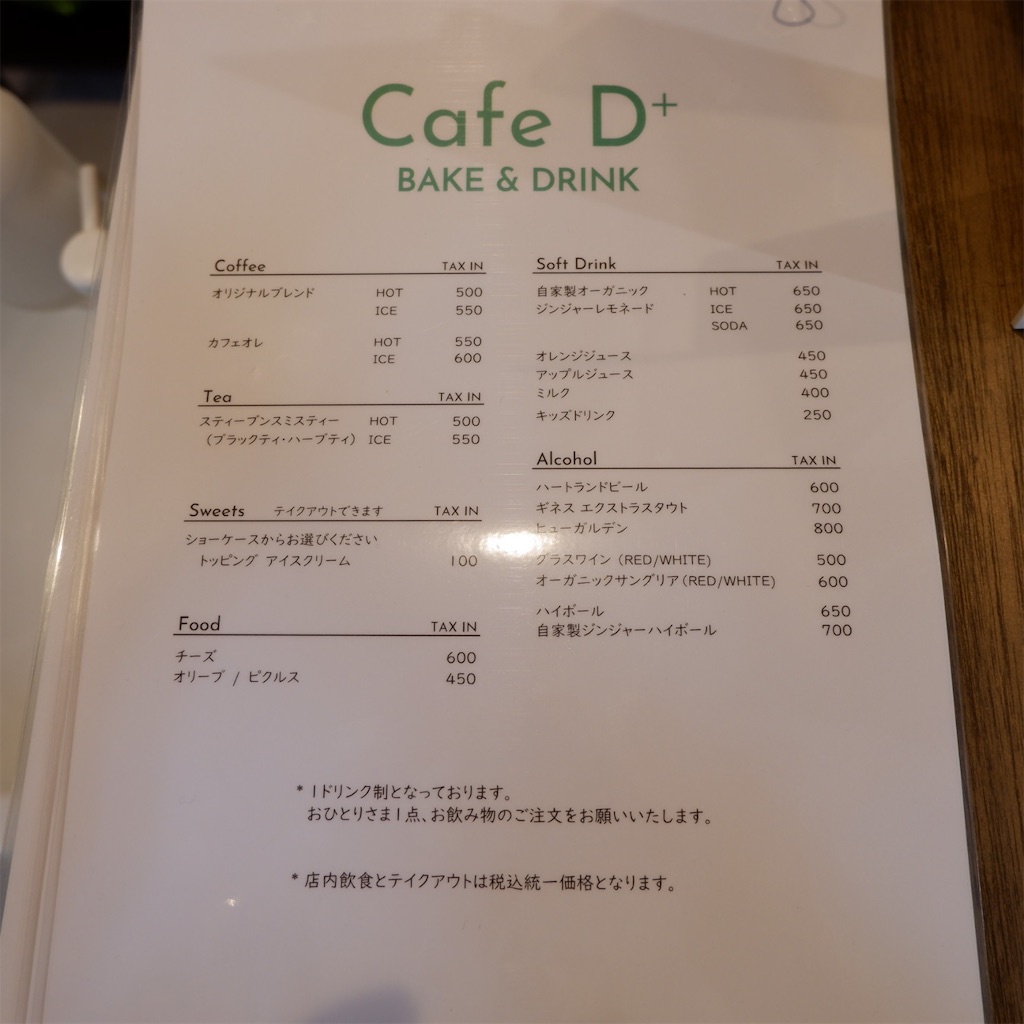 Cafe D+
BAKE & DRINK
Coffee TAX IN
オリジナルブレンド HOT 500
ICE 550
カフェオレ HOT 550
ICE 600
Tea TAX IN
スティーブンスミスティー HOT 500
(ブラックティ・ハーブティ) ICE 550
Sweets テイクアウトできます TAX IN
ショーケースからお選びください
トッピング アイスクリーム 100
Food TAX IN
チーズ 600
オリーブ / ピクルス 450
Soft Drink TAX IN
自家製オーガニック HOT 650
ジンジャーレモネード ICE 650
SODA 650
オレンジジュース 450
アップルジュース 450
ミルク 400
キッズドリンク 250
Alcohol TAX IN
ハートランドビール 600
ギネス エクストラスタウト 700
ヒューガルデン 800
グラスワイン (RED/WHITE) 500
オーガニックサングリア(RED/WHITE) 600
ハイボール 650
自家製ジンジャーハイボール 700
* 1ドリンク制となっております。
おひとりさま1点、お飲み物のご注文をお願いいたします。
* 店内飲食とテイクアウトは税込統一価格となります。